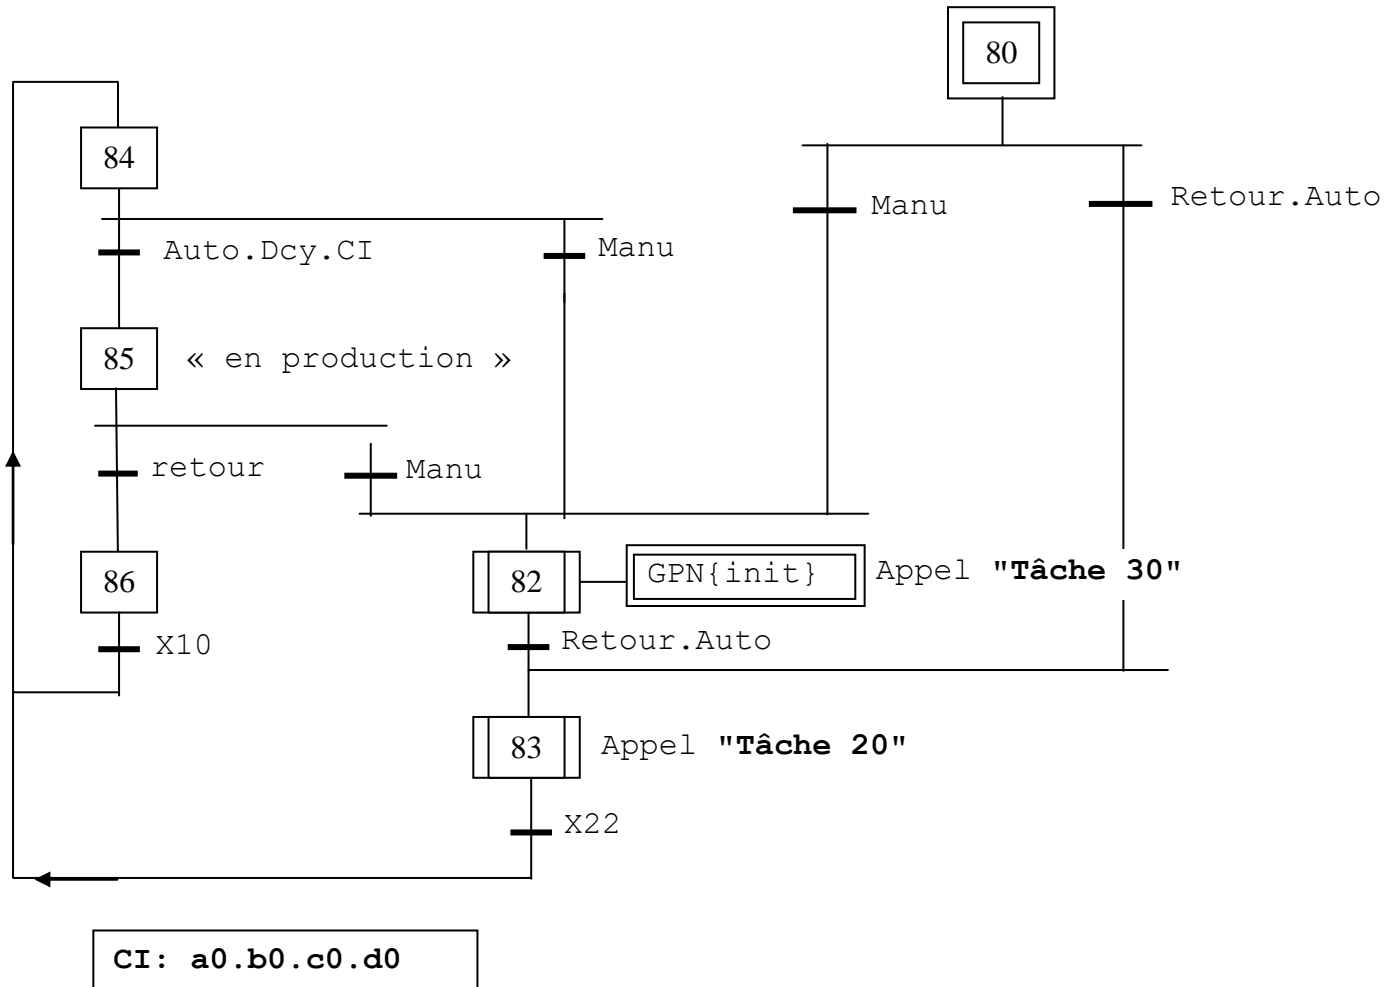 80
84
Manu
Retour.Auto
Auto.Dcy.CI
Manu
85
« en production »
retour
Manu
86
82
GPN{init}
Appel "Tâche 30"
X10
Retour.Auto
83
Appel "Tâche 20"
X22
CI: a0.b0.c0.d0